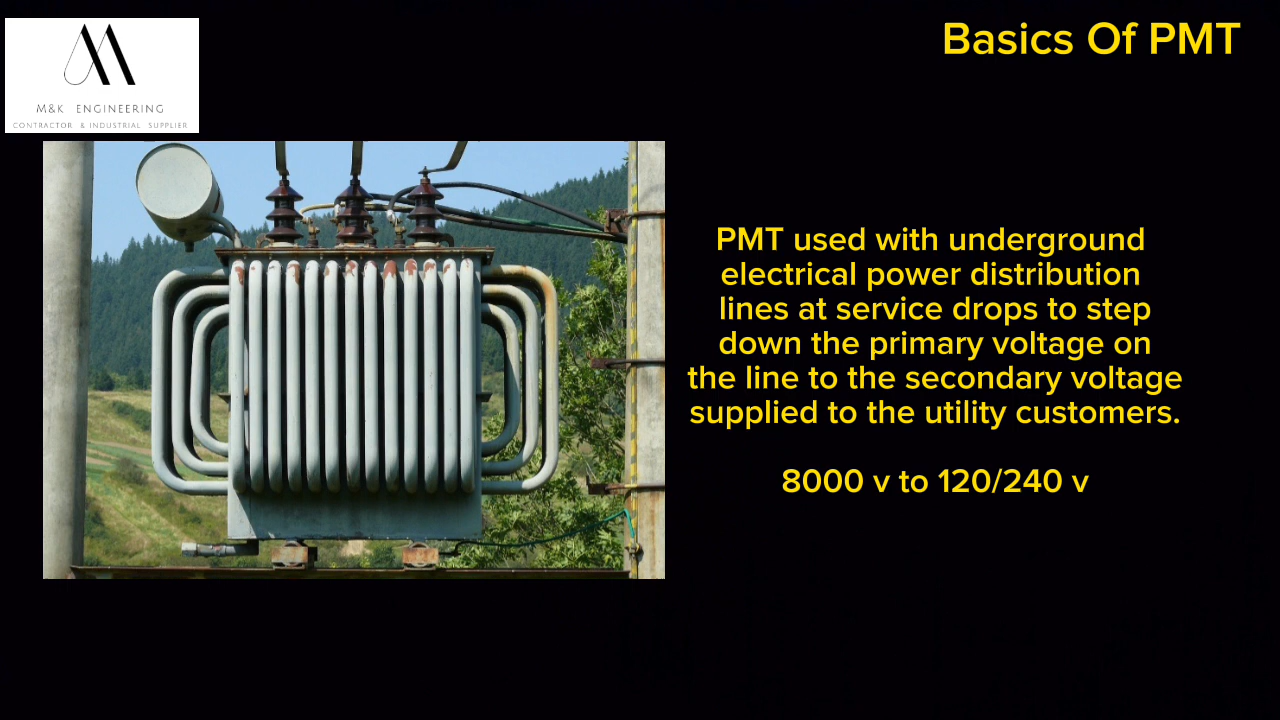 M&K ENGINEERING
CONTRACTOR & INDUSTRIAL SUPPLIER
Basics Of PMT
PMT used with underground
electrical power distribution
lines at service drops to step
down the primary voltage on
the line to the secondary voltage
supplied to the utility customers.
8000 v to 120/240 v